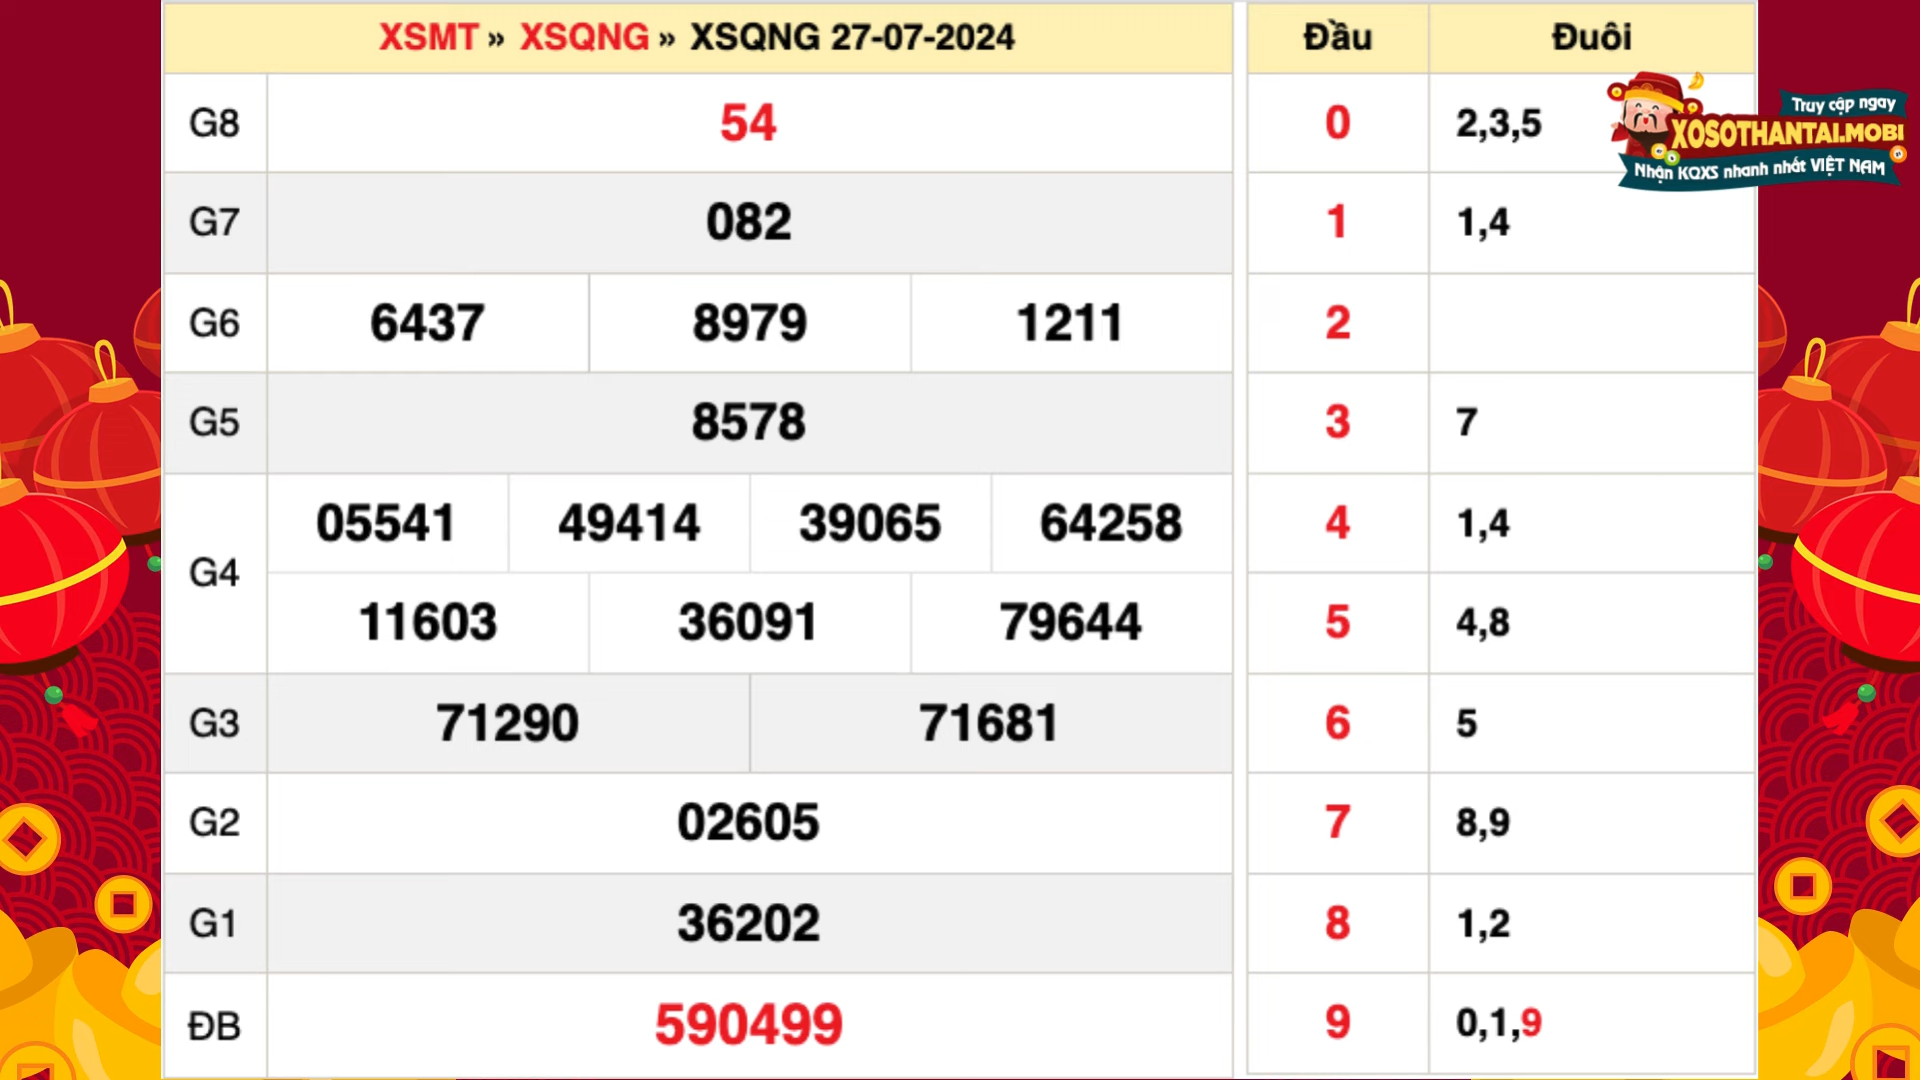 XSMT » XSQNG » XSQNG 27-07-2024
G8 54
G7 082
G6 6437 8979 1211
G5 8578
G4 05541 49414 39065 64258
11603 36091 79644
G3 71290 71681
G2 02605
G1 36202
ĐB 590499
Đầu Đuôi
0 2,3,5
1 1,4
2
3 7
4 1,4
5 4,8
6 5
7 8,9
8 1,2
9 0,1,9
Truy cập ngay
XOSOTHANTAI.MOBI
Nhận KQXS nhanh nhất VIỆT NAM